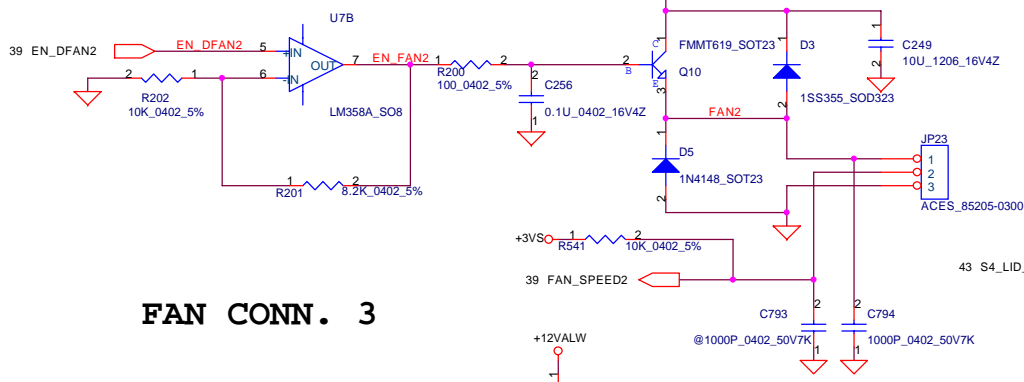 U7B
39 EN_DFAN2
EN_DFAN2
5
+IN
6
-IN
OUT
7
EN_FAN2
LM358A_SO8
2
1
R202
10K_0402_5%
1
2
R201
8.2K_0402_5%
1
2
R200
100_0402_5%
2
C256
0.1U_0402_16V4Z
1
2
B
C
E
1
3
FMMT619_SOT23
Q10
1
D3
1SS355_SOD323
2
1
C249
10U_1206_16V4Z
2
FAN2
1
D5
1N4148_SOT23
2
JP23
1
2
3
ACES_85205-0300
+3VS
1
2
R541
10K_0402_5%
39 FAN_SPEED2
43 S4_LID_
FAN CONN. 3
2
C793
@1000P_0402_50V7K
1
2
C794
1000P_0402_50V7K
1
+12VALW
1